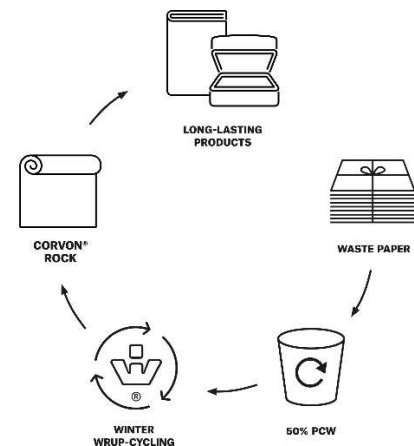 LONG-LASTING
PRODUCTS
WASTE PAPER
50% PCW
®
WINTER
WRUP-CYCLING
CORVON®
ROCK